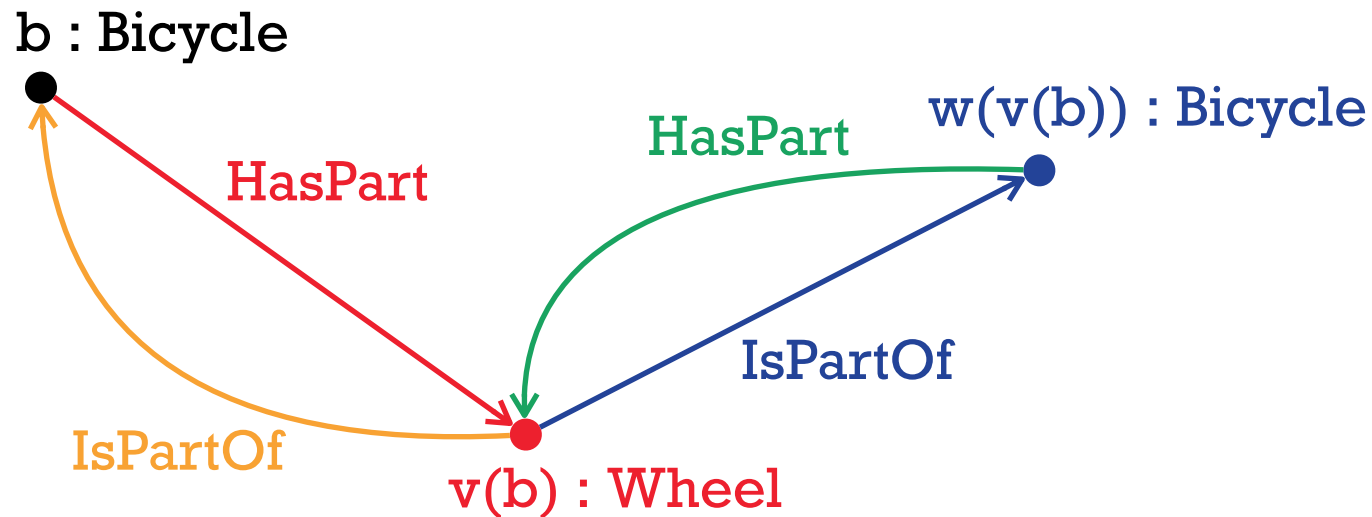 b : Bicycle
w(v(b)) : Bicycle
HasPart
HasPart
IsPartOf
IsPartOf
v(b) : Wheel